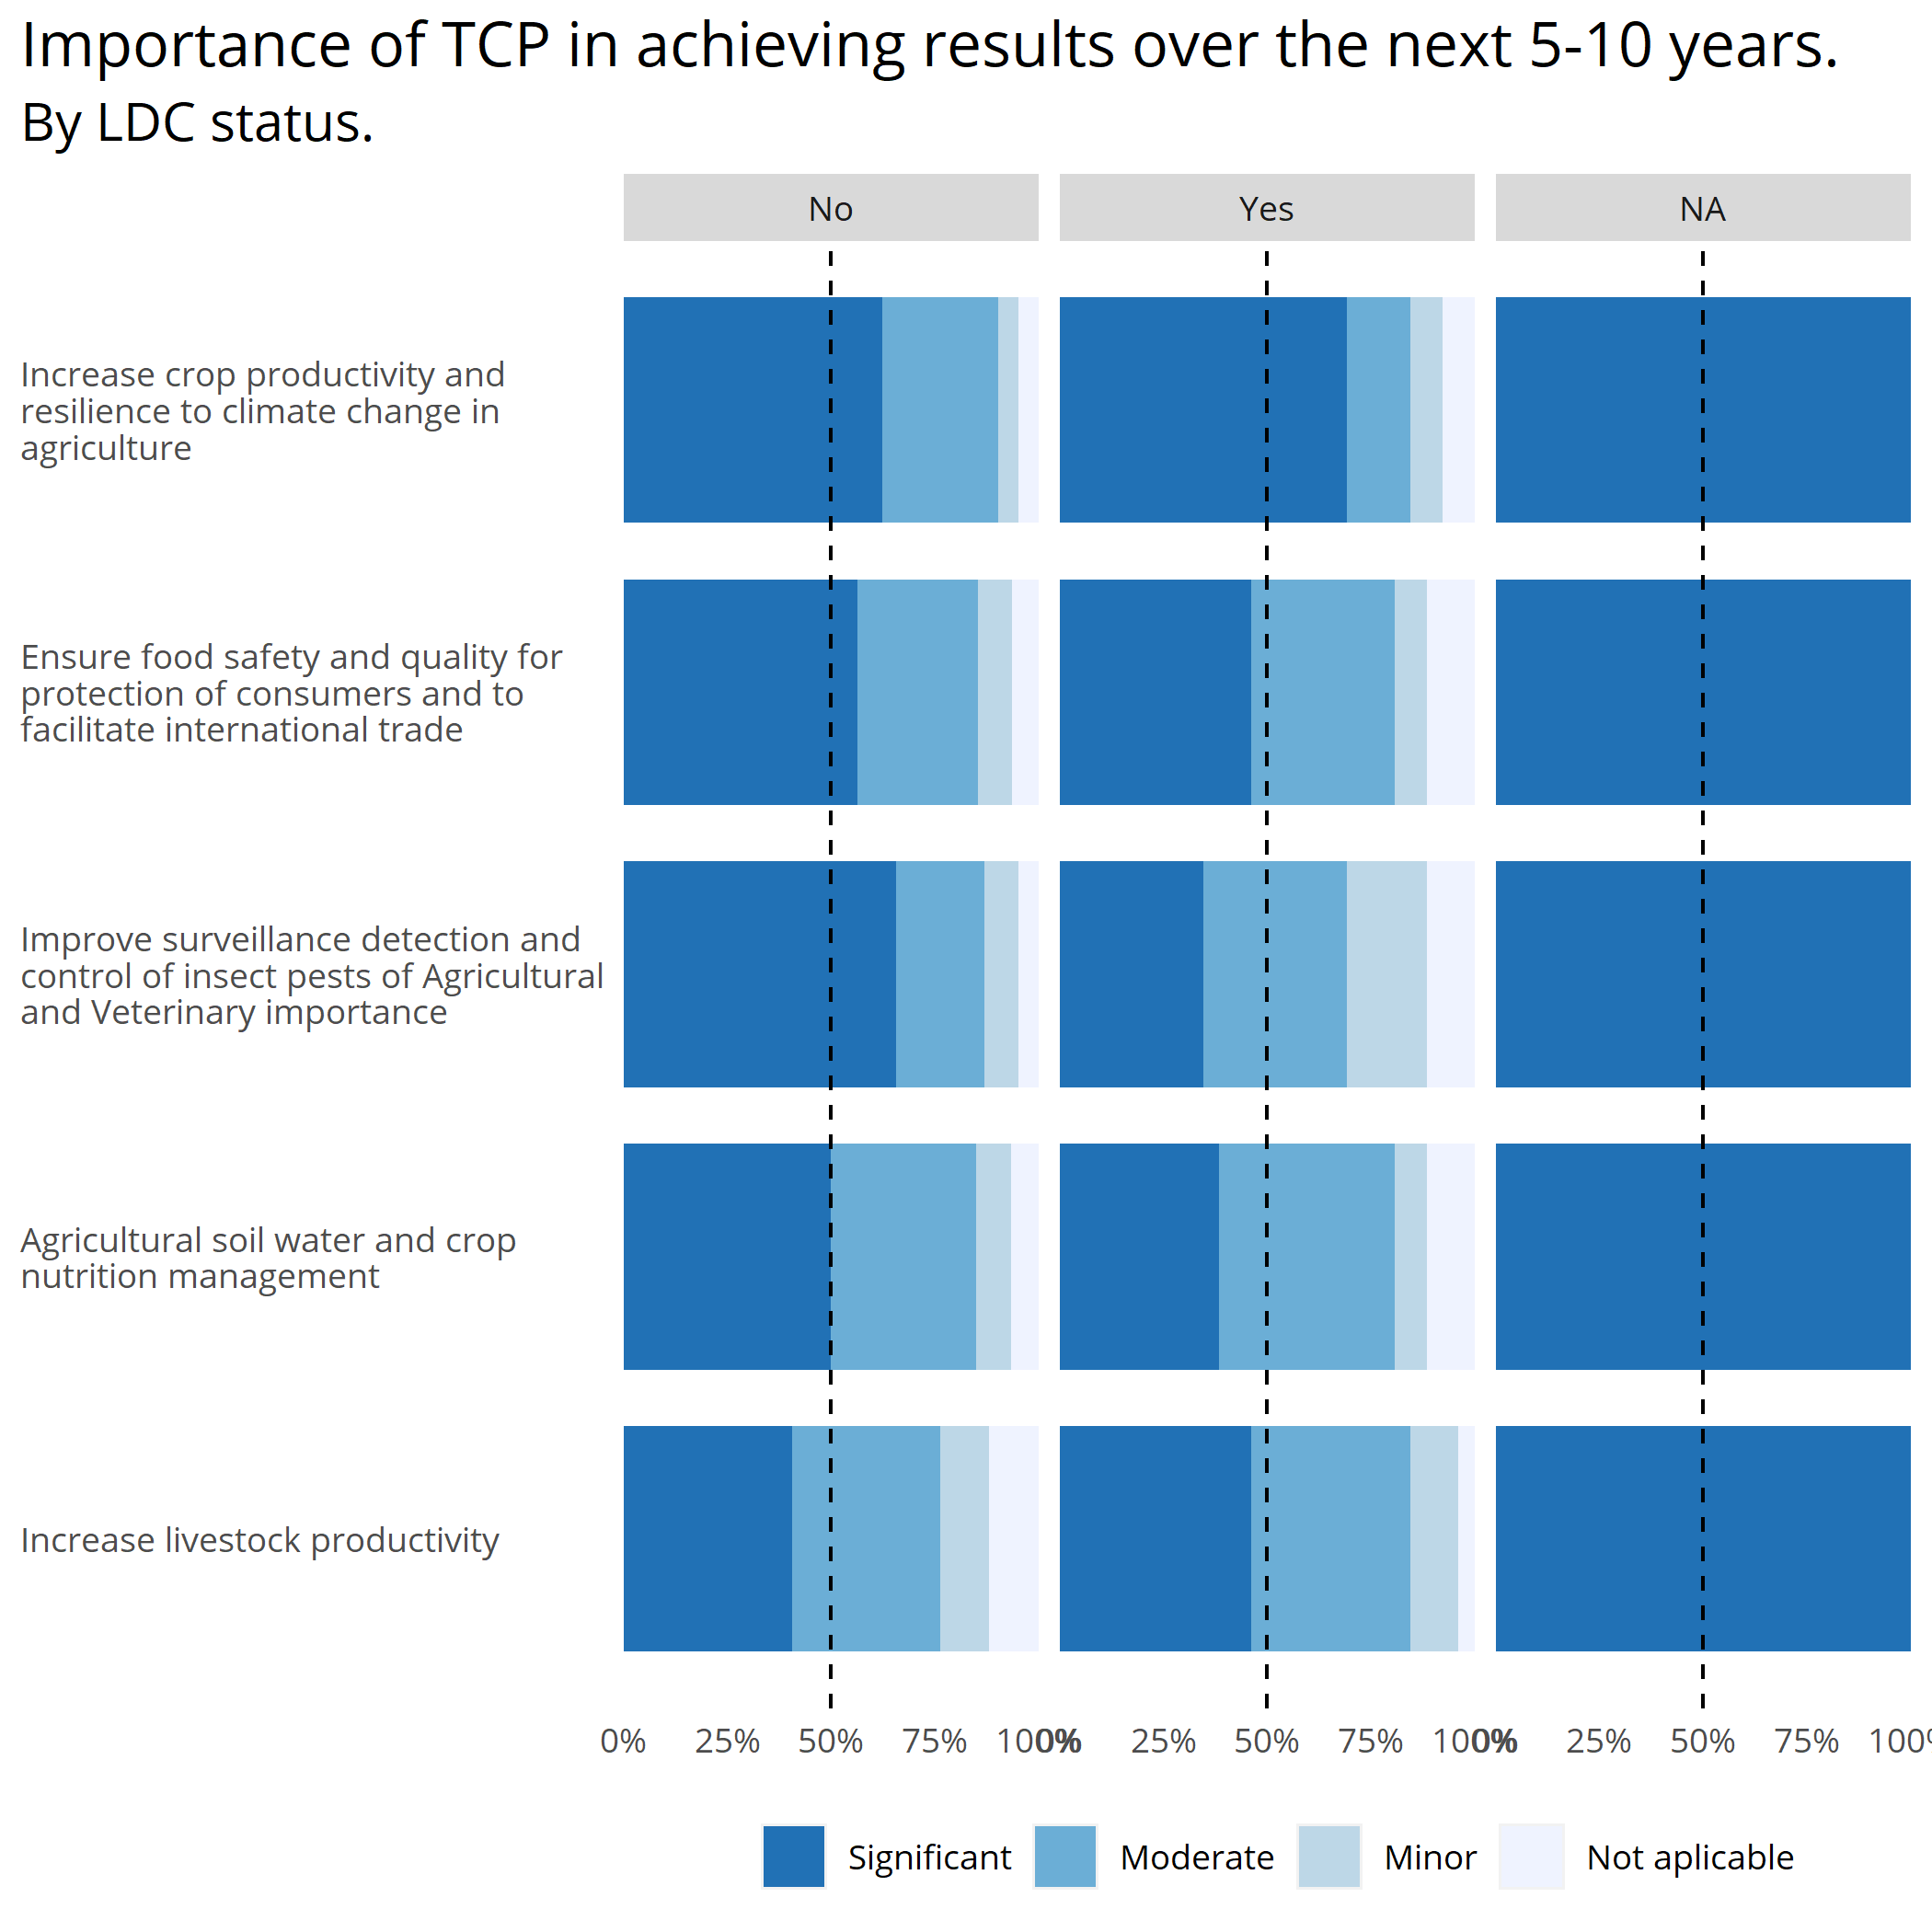 Importance of TCP in achieving results over the next 5-10 years.
By LDC status.
No
Yes
NA
Increase crop productivity and
resilience to climate change in
agriculture
Ensure food safety and quality for
protection of consumers and to
facilitate international trade
Improve surveillance detection and
control of insect pests of Agricultural
and Veterinary importance
Agricultural soil water and crop
nutrition management
Increase livestock productivity
0% 25% 50% 75% 100% 0% 25% 50% 75% 100% 0% 25% 50% 75% 100%
Significant Moderate Minor Not aplicable